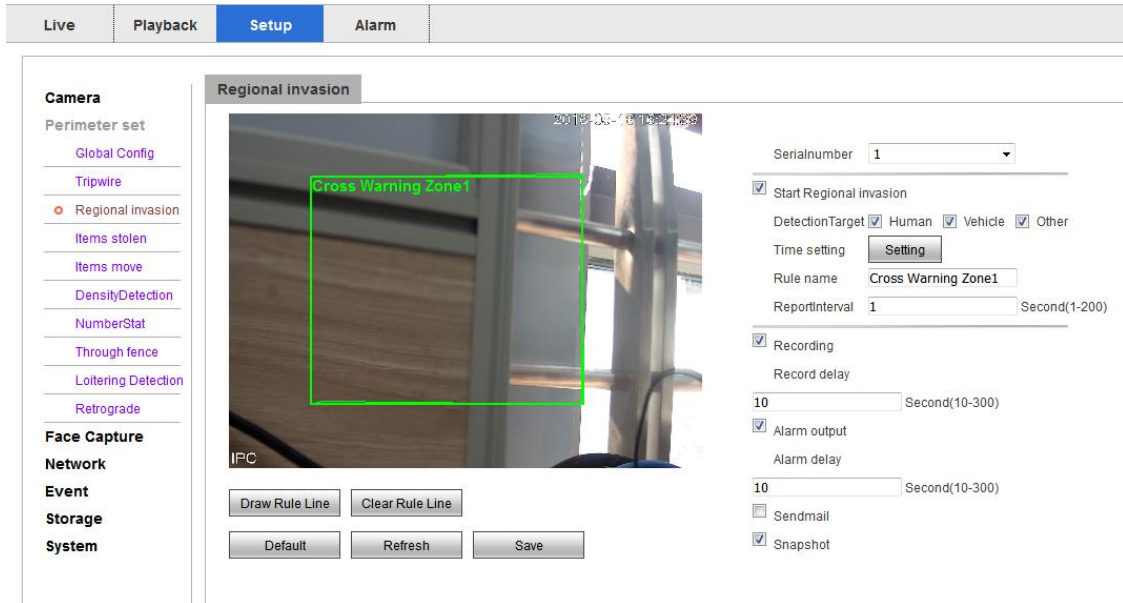 Live Playback Setup Alarm
Camera
Perimeter set
Global Config
Tripwire
Regional invasion
Items stolen
Items move
DensityDetection
NumberStat
Through fence
Loitering Detection
Retrograde
Face Capture
Network
Event
Storage
System
Regional invasion
Cross Warning Zone1
IPC
Draw Rule Line Clear Rule Line
Default Refresh Save
Serialnumber 1
Start Regional invasion
DetectionTarget Human Vehicle Other
Time setting Setting
Rule name Cross Warning Zone1
ReportInterval 1 Second(1-200)
Recording
Record delay
10 Second(10-300)
Alarm output
Alarm delay
10 Second(10-300)
Sendmail
Snapshot